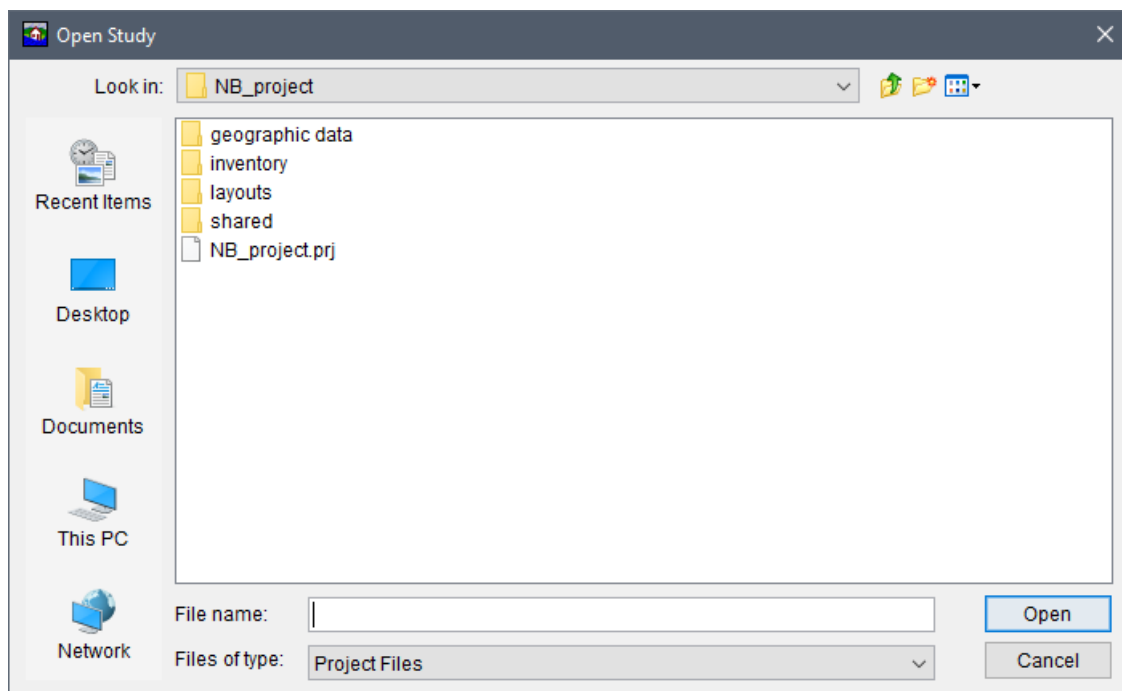 Open Study
Look in: NB_project
geographic data
inventory
layouts
shared
NB_project.prj
Recent Items
Desktop
Documents
This PC
Network
File name:
Open
Files of type: Project Files
Cancel